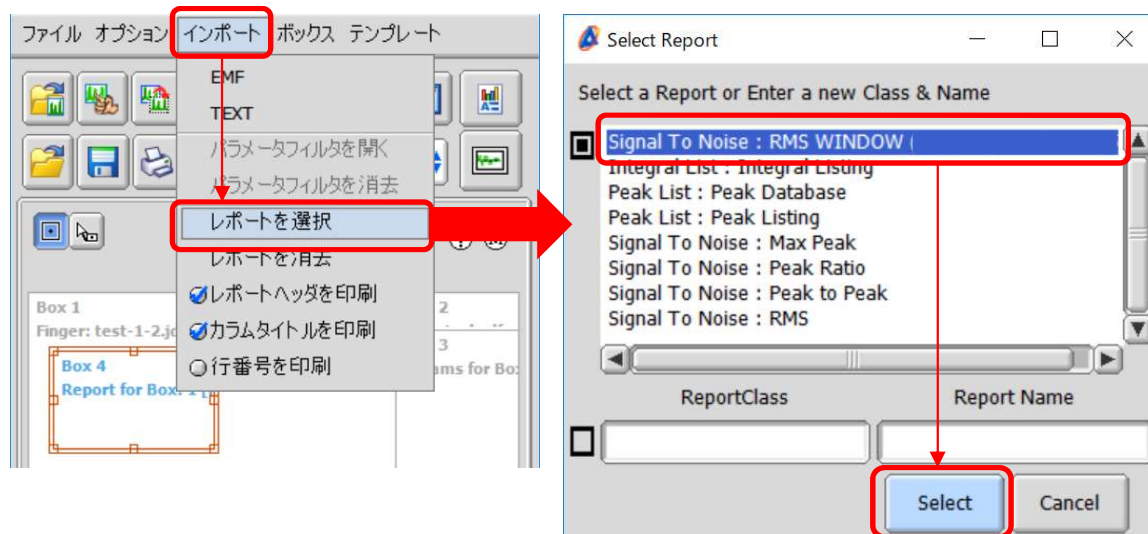 ファイル オプション インポート ボックス テンプレート
EMF
TEXT
パラメータフィルタを開く
パラメータフィルタを消去
レポートを選択
レポートを消去
レポートヘッダを印刷
カラムタイトルを印刷
行番号を印刷
Box 1
Finger: test-1-2.jd
2
3
ams for Box
Box 4
Report for Box: 1 [
Select Report
Select a Report or Enter a new Class & Name
Signal To Noise : RMS WINDOW (
Integral List : Integral Listing
Peak List : Peak Database
Peak List : Peak Listing
Signal To Noise : Max Peak
Signal To Noise : Peak Ratio
Signal To Noise : Peak to Peak
Signal To Noise : RMS
ReportClass Report Name
Select Cancel